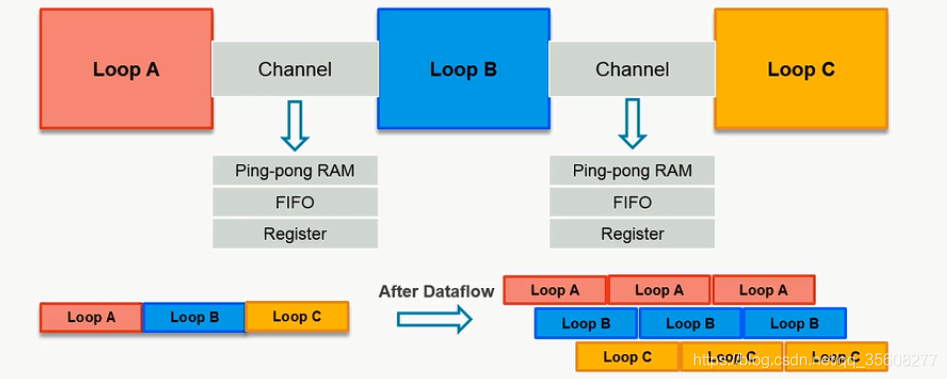 Loop A
Channel
Loop B
Channel
Loop C
Ping-pong RAM
FIFO
Register
Ping-pong RAM
FIFO
Register
Loop A
Loop B
Loop C
After Dataflow
Loop A
Loop A
Loop A
Loop B
Loop B
Loop B
Loop C
Loop C
Loop C
https://blog.csdn.net/qq_35608277